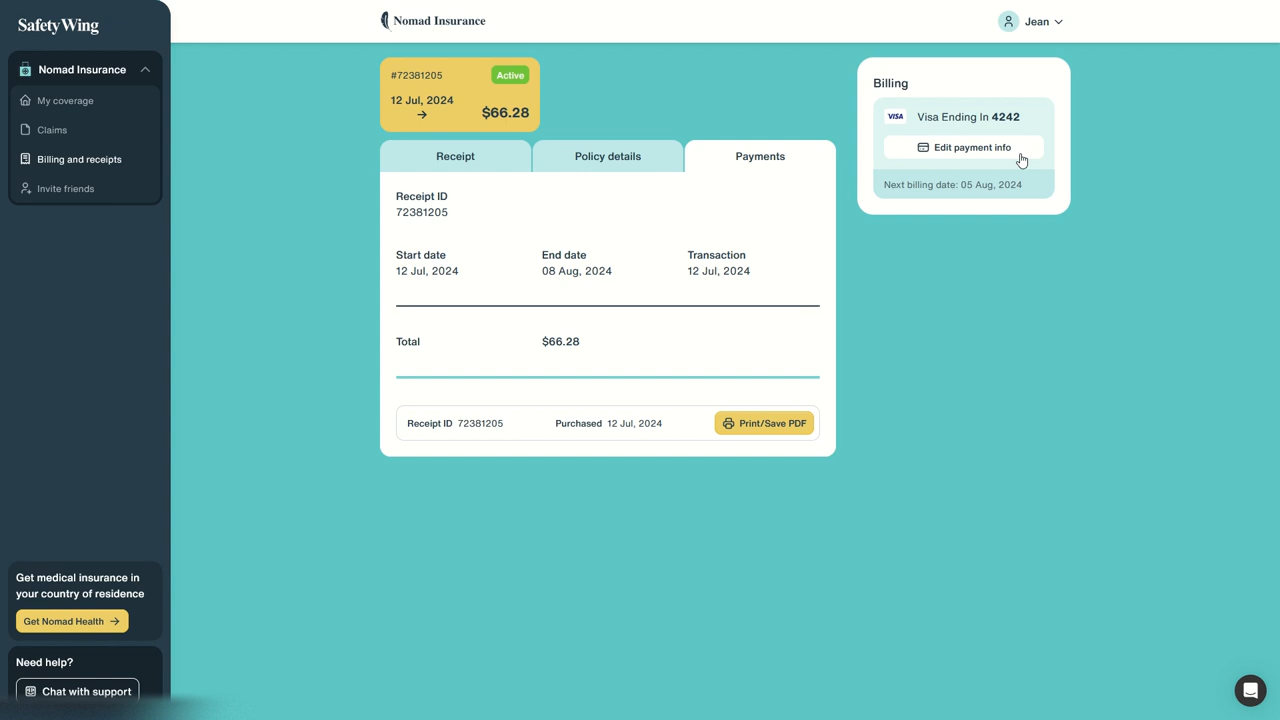 SafetyWing
Nomad Insurance
My coverage
Claims
Billing and receipts
Invite friends
Get medical insurance in
your country of residence
Get Nomad Health →
Need help?
Chat with support
Nomad Insurance
Jean
#72381205 Active
12 Jul, 2024
→ $66.28
Receipt Policy details Payments
Receipt ID
72381205
Start date End date Transaction
12 Jul, 2024 08 Aug, 2024 12 Jul, 2024
Total $66.28
Receipt ID 72381205 Purchased 12 Jul, 2024 Print/Save PDF
Billing
VISA Visa Ending In 4242
Edit payment info
Next billing date: 05 Aug, 2024